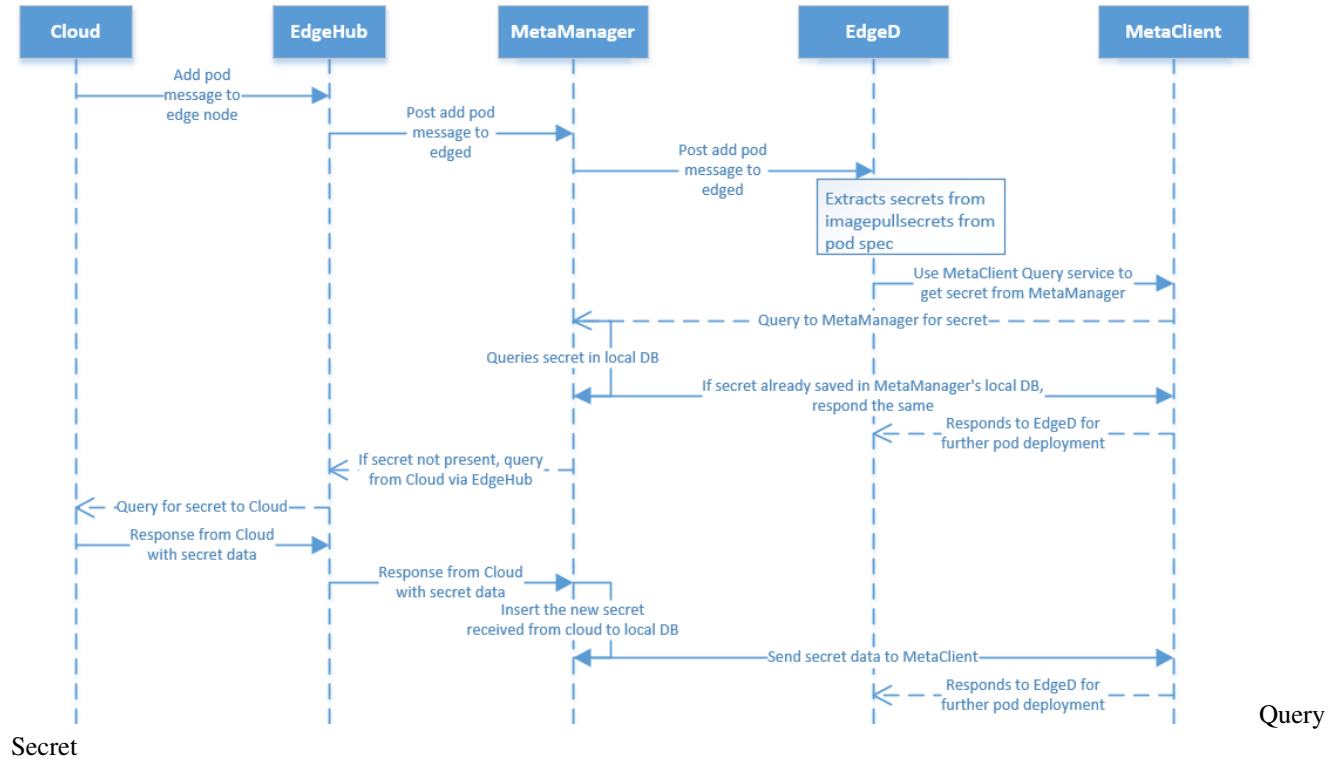 Cloud
EdgeHub
MetaManager
EdgeD
MetaClient
Add pod
message to
edge node
Post add pod
message to
edged
Post add pod
message to
edged
Extracts secrets from
imagepullsecrets from
pod spec
Use MetaClient Query service to
get secret from MetaManager
Query to MetaManager for secret
Queries secret in local DB
If secret already saved in MetaManager's local DB,
respond the same
Responds to EdgeD for
further pod deployment
If secret not present, query
from Cloud via EdgeHub
Query for secret to Cloud
Response from Cloud
with secret data
Response from Cloud
with secret data
Insert the new secret
received from cloud to local DB
Send secret data to MetaClient
Responds to EdgeD for
further pod deployment
Query
Secret